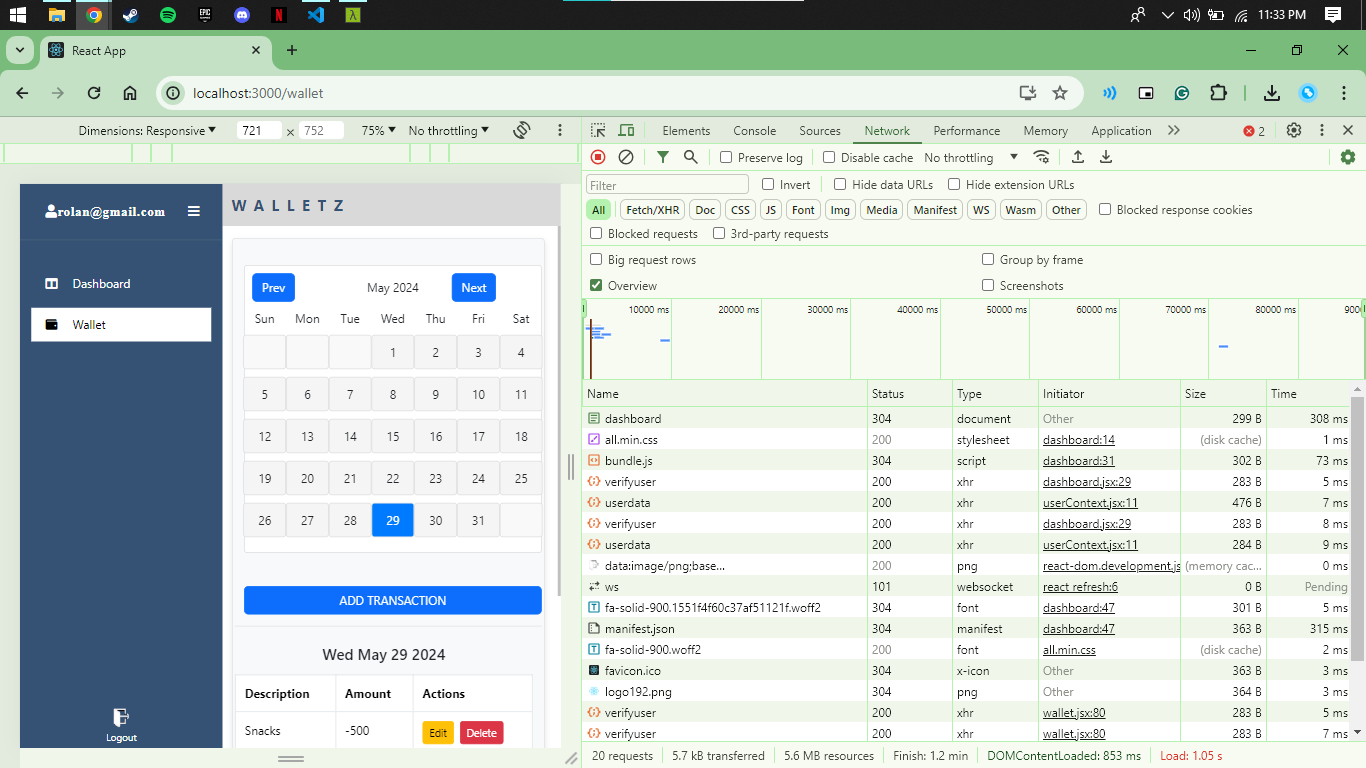 11:33 PM
React App
localhost:3000/wallet
Dimensions: Responsive 721 × 752 75% No throttling
Elements Console Sources Network Performance Memory Application 2
Preserve log Disable cache No throttling
Filter Invert Hide data URLs Hide extension URLs
All Fetch/XHR Doc CSS JS Font Img Media Manifest WS Wasm Other Blocked response cookies
Blocked requests 3rd-party requests
Big request rows Group by frame
Overview Screenshots
10000 ms 20000 ms 30000 ms 40000 ms 50000 ms 60000 ms 70000 ms 80000 ms
Name Status Type Initiator Size Time
dashboard 304 document Other 299 B 308 ms
all.min.css 200 stylesheet dashboard:14 (disk cache) 1 ms
bundle.js 304 script dashboard:31 302 B 73 ms
verifyuser 200 xhr dashboard.jsx:29 283 B 5 ms
userdata 200 xhr userContext.jsx:11 476 B 7 ms
verifyuser 200 xhr dashboard.jsx:29 283 B 8 ms
userdata 200 xhr userContext.jsx:11 284 B 9 ms
data:image/png;base... 200 png react-dom.development.js (memory cac... 0 ms
ws 101 websocket react refresh:6 0 B Pending
fa-solid-900.1551f4f60c37af51121f.woff2 304 font dashboard:47 301 B 5 ms
manifest.json 304 manifest dashboard:47 363 B 315 ms
fa-solid-900.woff2 200 font all.min.css (disk cache) 2 ms
favicon.ico 304 x-icon Other 363 B 3 ms
logo192.png 304 png Other 364 B 3 ms
verifyuser 200 xhr wallet.jsx:80 283 B 5 ms
verifyuser 200 xhr wallet.jsx:80 283 B 7 ms
20 requests 5.7 kB transferred 5.6 MB resources Finish: 1.2 min DOMContentLoaded: 853 ms Load: 1.05 s
rolan@gmail.com
Dashboard
Wallet
Logout
WALLETZ
Prev May 2024 Next
Sun Mon Tue Wed Thu Fri Sat
1 2 3 4
5 6 7 8 9 10 11
12 13 14 15 16 17 18
19 20 21 22 23 24 25
26 27 28 29 30 31
ADD TRANSACTION
Wed May 29 2024
Description Amount Actions
Snacks -500 Edit Delete